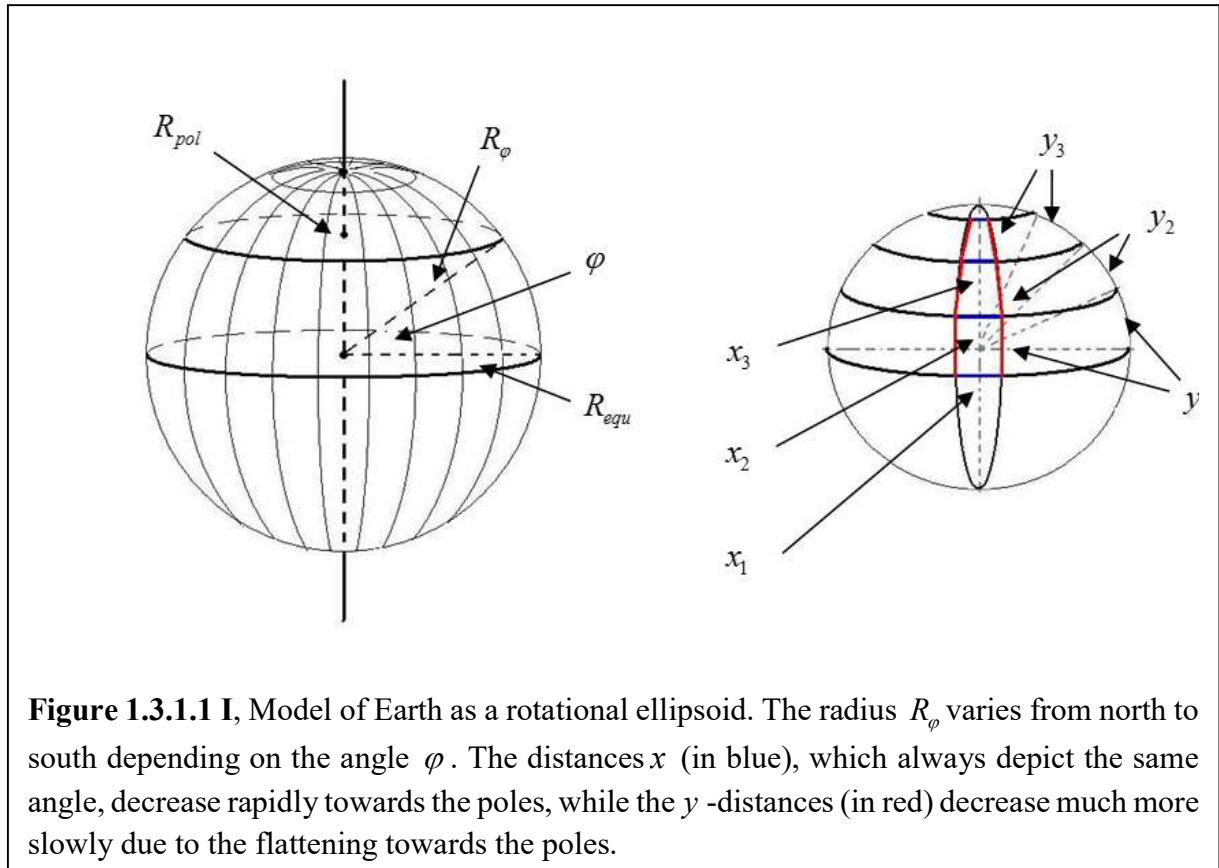 R_pol
R_φ
φ
R_equ
y_3
y_2
x_3
x_2
y
x_1
Figure 1.3.1.1 I, Model of Earth as a rotational ellipsoid. The radius R_φ varies from north to
south depending on the angle φ . The distances x (in blue), which always depict the same
angle, decrease rapidly towards the poles, while the y -distances (in red) decrease much more
slowly due to the flattening towards the poles.